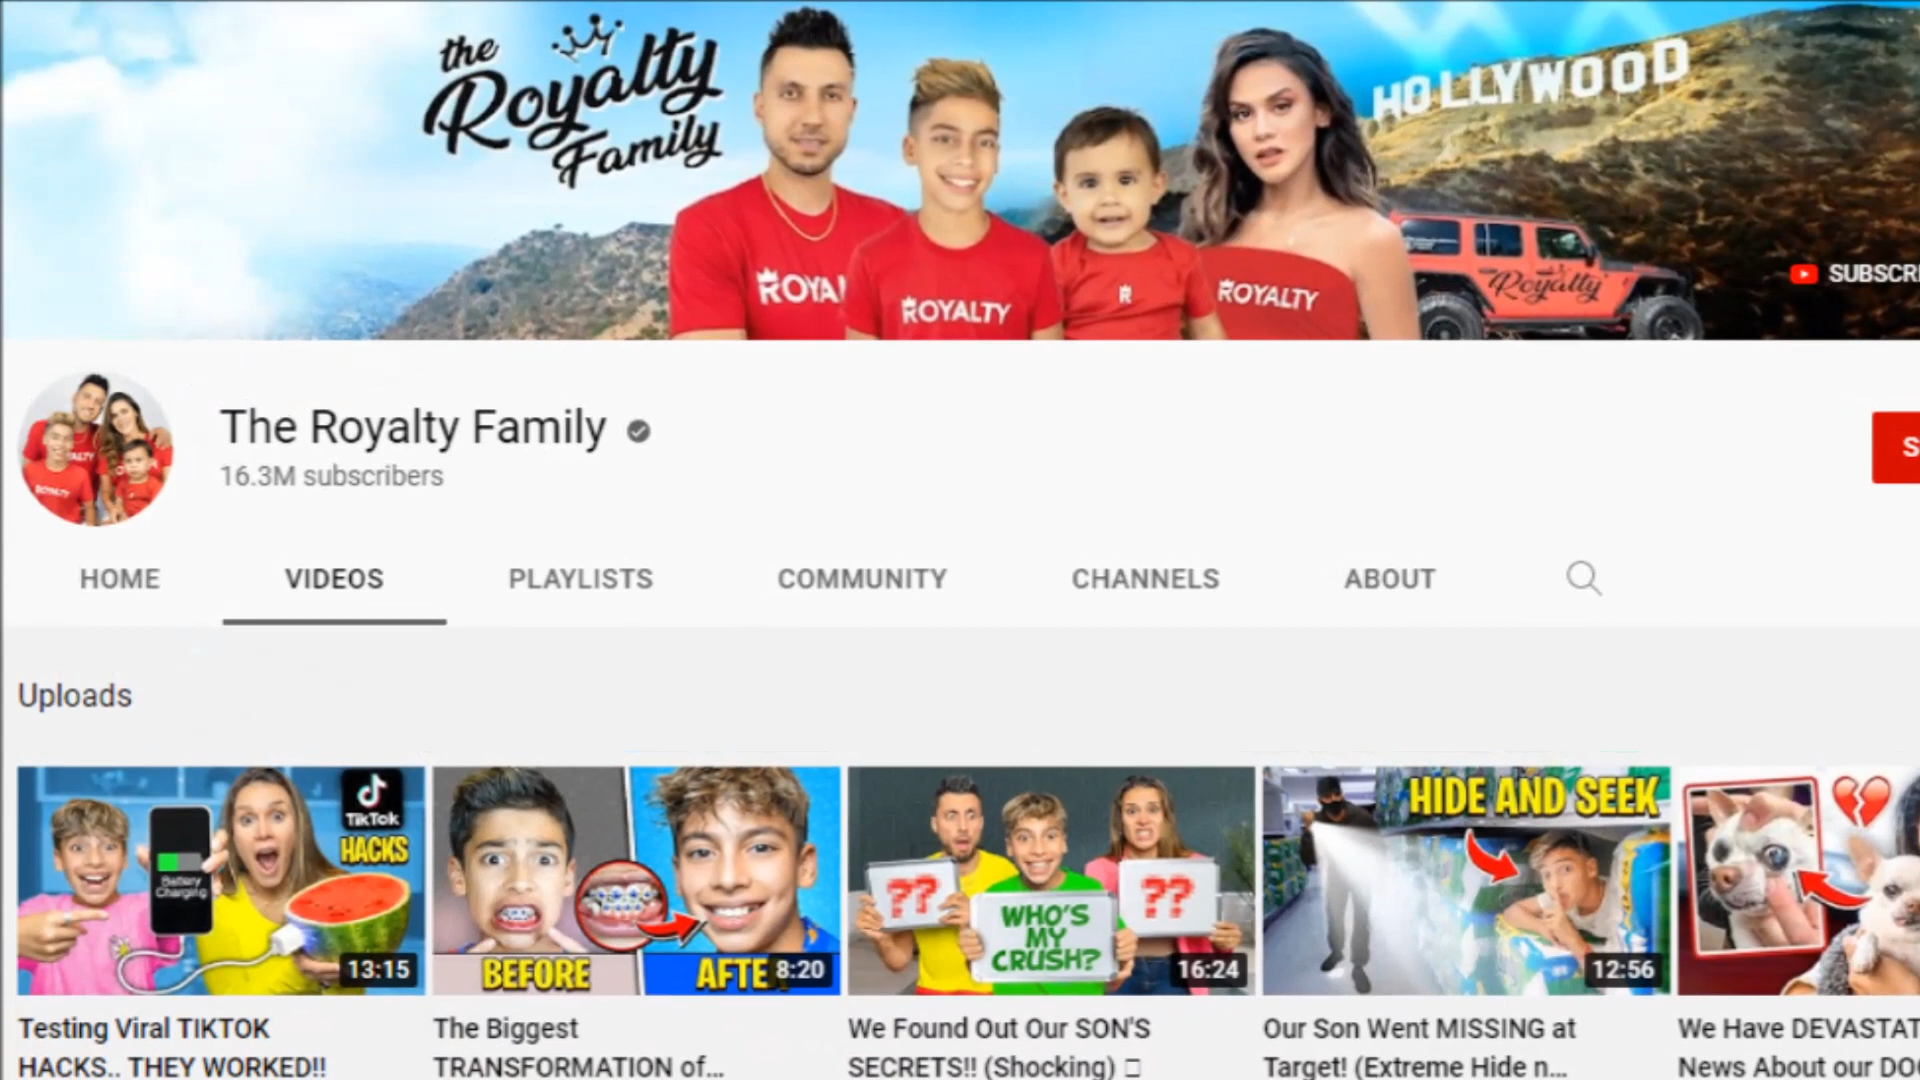 the
Royalty
Family
HOLLYWOOD
ROYAL
ROYALTY
R
ROYALTY
Royalty
SUBSCRI
The Royalty Family
16.3M subscribers
S
HOME VIDEOS PLAYLISTS COMMUNITY CHANNELS ABOUT
Uploads
TikTok
HACKS
Battery
Charging
13:15
BEFORE
AFTE
8:20
??
WHO'S
MY
CRUSH?
??
16:24
HIDE AND SEEK
12:56
Testing Viral TIKTOK
HACKS.. THEY WORKED!!
The Biggest
TRANSFORMATION of...
We Found Out Our SON'S
SECRETS!! (Shocking)
Our Son Went MISSING at
Target! (Extreme Hide n...
We Have DEVASTAT
News About our DO